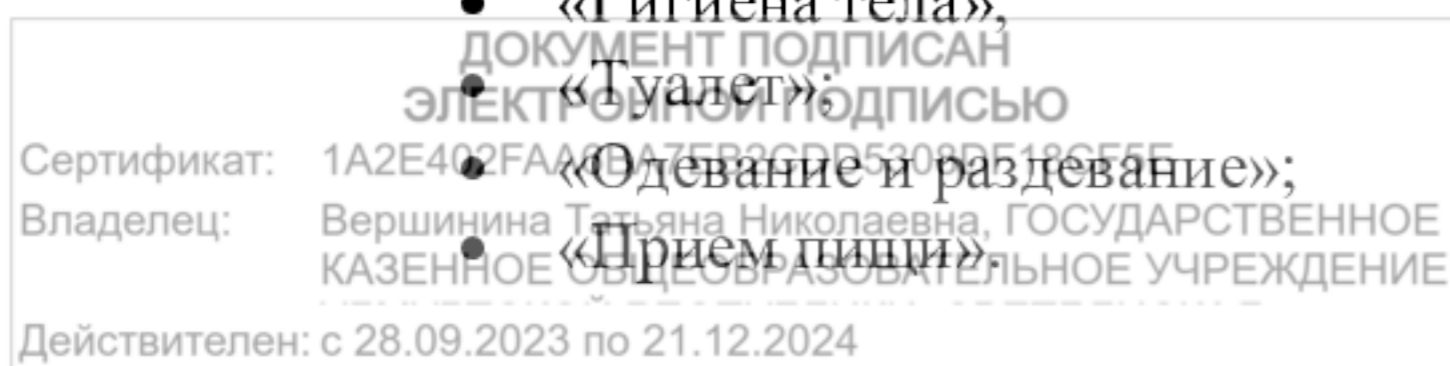 «Гигиена тела»,
ДОКУМЕНТ ПОДПИСАН
• «Туалет»;
ЭЛЕКТРОННОЙ ПОДПИСЬЮ
Сертификат:
• «Одевание и раздевание»;
Владелец: Вершинина Татьяна Николаевна, ГОСУДАРСТВЕННОЕ
• «Прием пищи».
КАЗЕННОЕ ОБЩЕОБРАЗОВАТЕЛЬНОЕ УЧРЕЖДЕНИЕ
Действителен: с 28.09.2023 по 21.12.2024